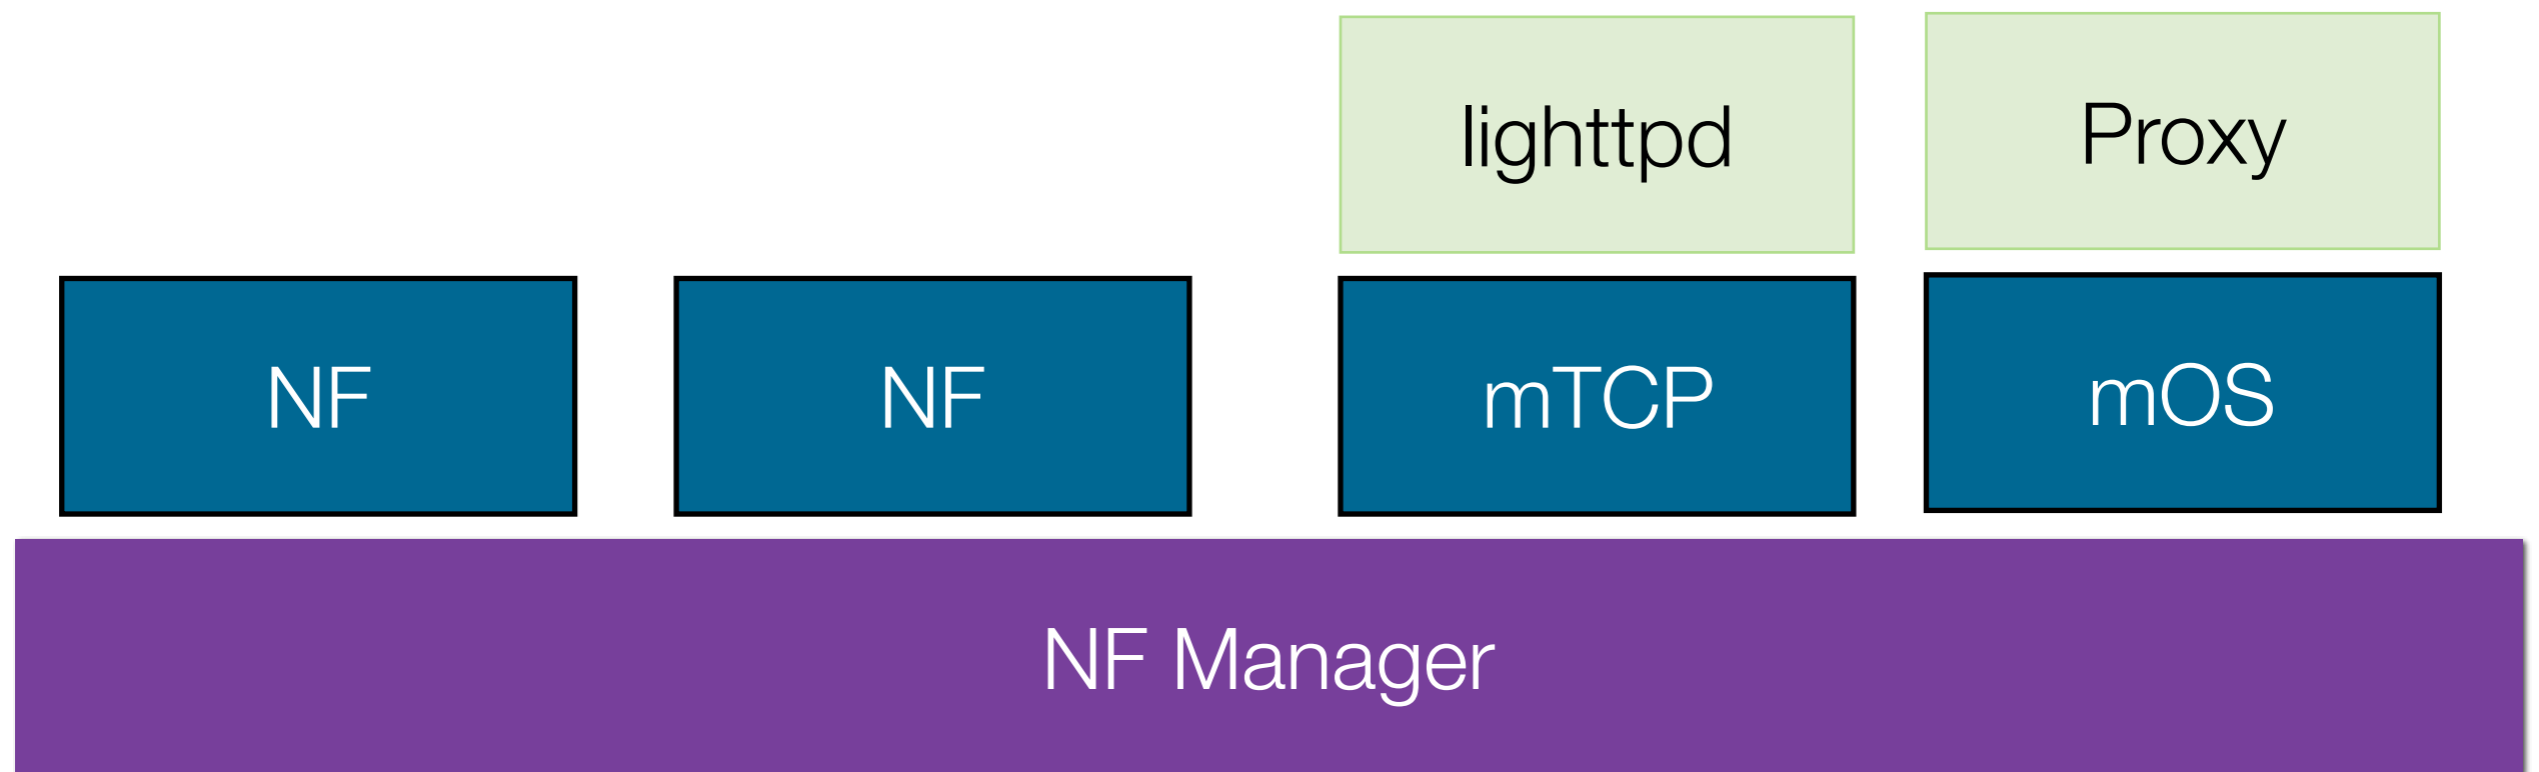 lighttpd
Proxy
NF
NF
mTCP
mOS
NF Manager